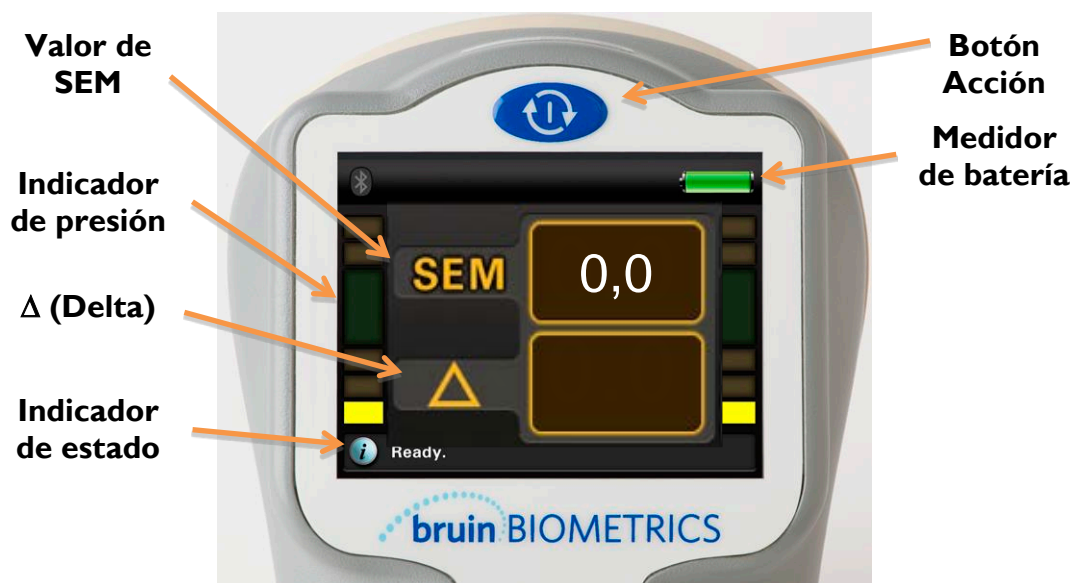 Valor de
SEM
Indicador
de presión
Δ (Delta)
Indicador
de estado
Botón
Acción
Medidor
de batería
SEM
0,0
Δ
i
Ready.
bruin BIOMETRICS